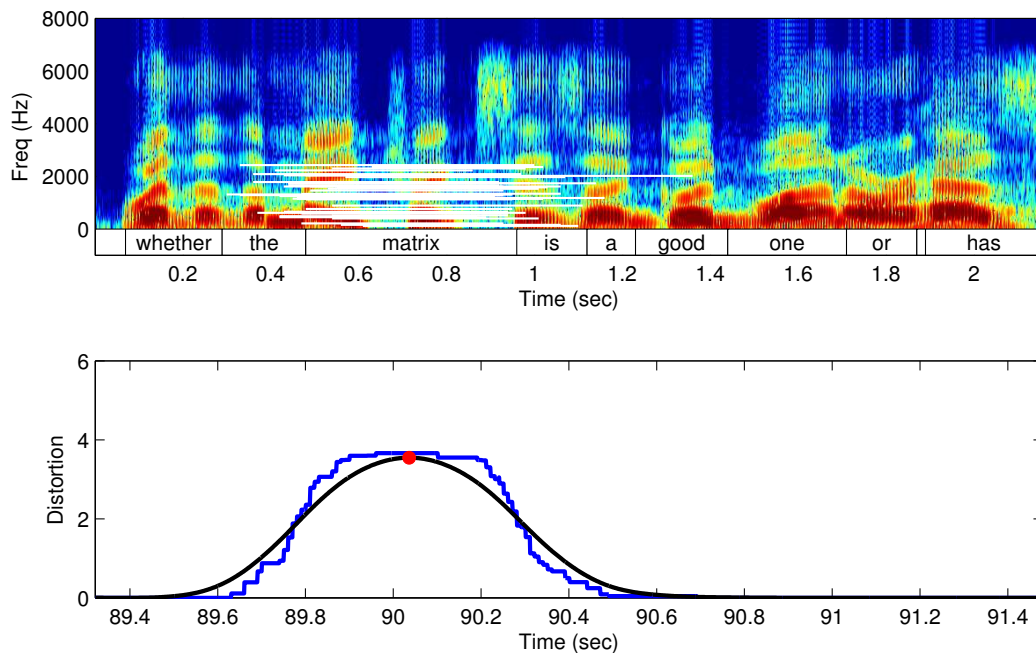 8000
6000
4000
2000
0
Freq (Hz)
whether the matrix is a good one or has
0.2 0.4 0.6 0.8 1 1.2 1.4 1.6 1.8 2
Time (sec)
6
4
2
0
Distortion
89.4 89.6 89.8 90 90.2 90.4 90.6 90.8 91 91.2 91.4
Time (sec)